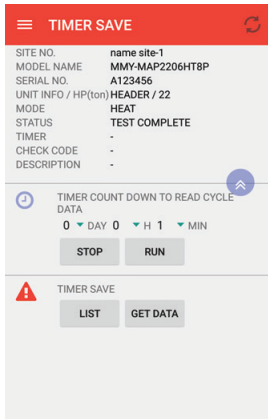 TIMER SAVE
SITE NO. name site-1
MODEL NAME MMY-MAP2206HT8P
SERIAL NO. A123456
UNIT INFO / HP(ton) HEADER / 22
MODE HEAT
STATUS TEST COMPLETE
TIMER -
CHECK CODE -
DESCRIPTION -
TIMER COUNT DOWN TO READ CYCLE
DATA
0 DAY 0 H 1 MIN
STOP RUN
TIMER SAVE
LIST GET DATA